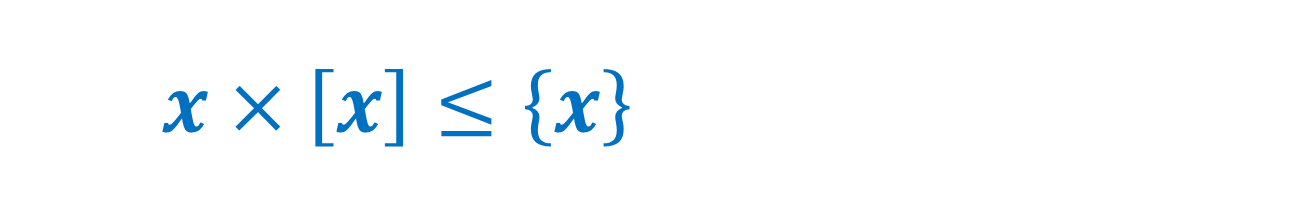 x × [x] ≤ {x}